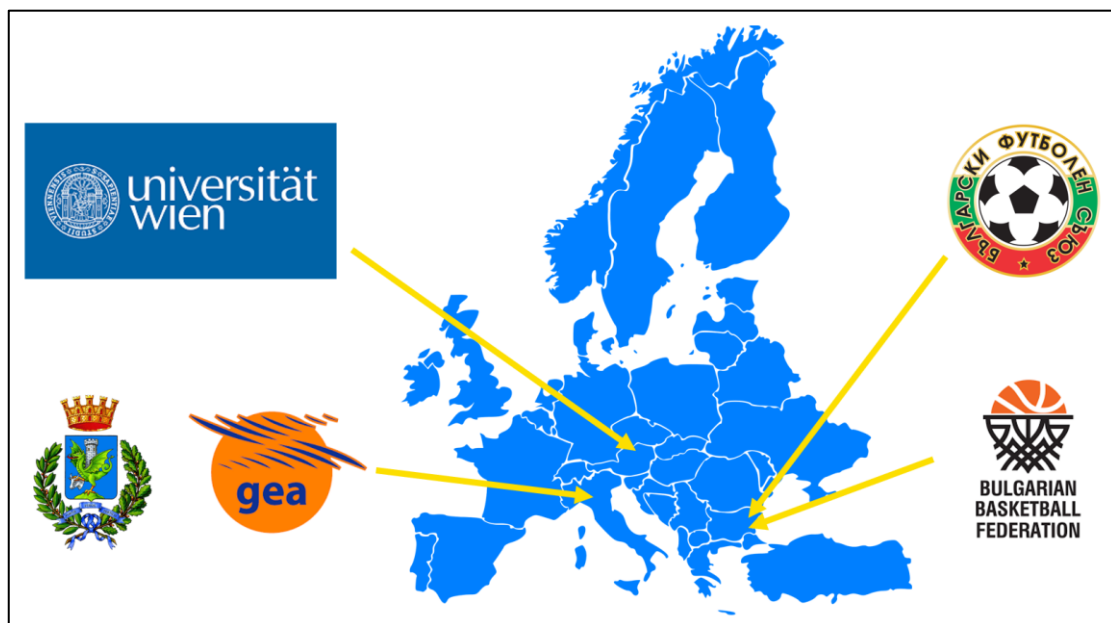 universität
wien
БЪЛГАРСКИ ФУТБОЛЕН СЪЮЗ
gea
BULGARIAN
BASKETBALL
FEDERATION